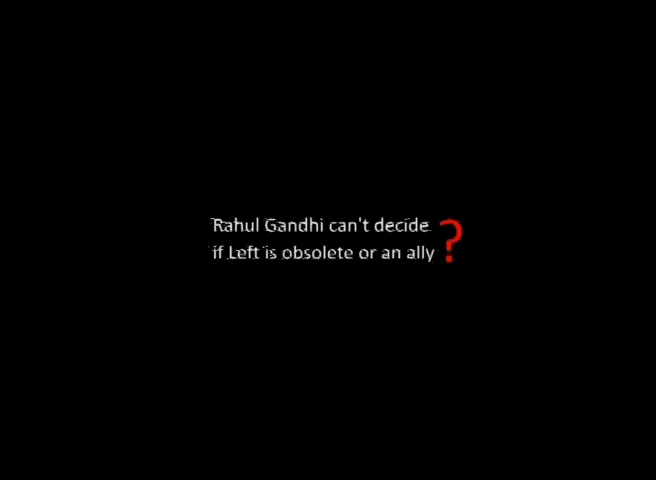 Rahul Gandhi can't decide
if Left is obsolete or an ally ?